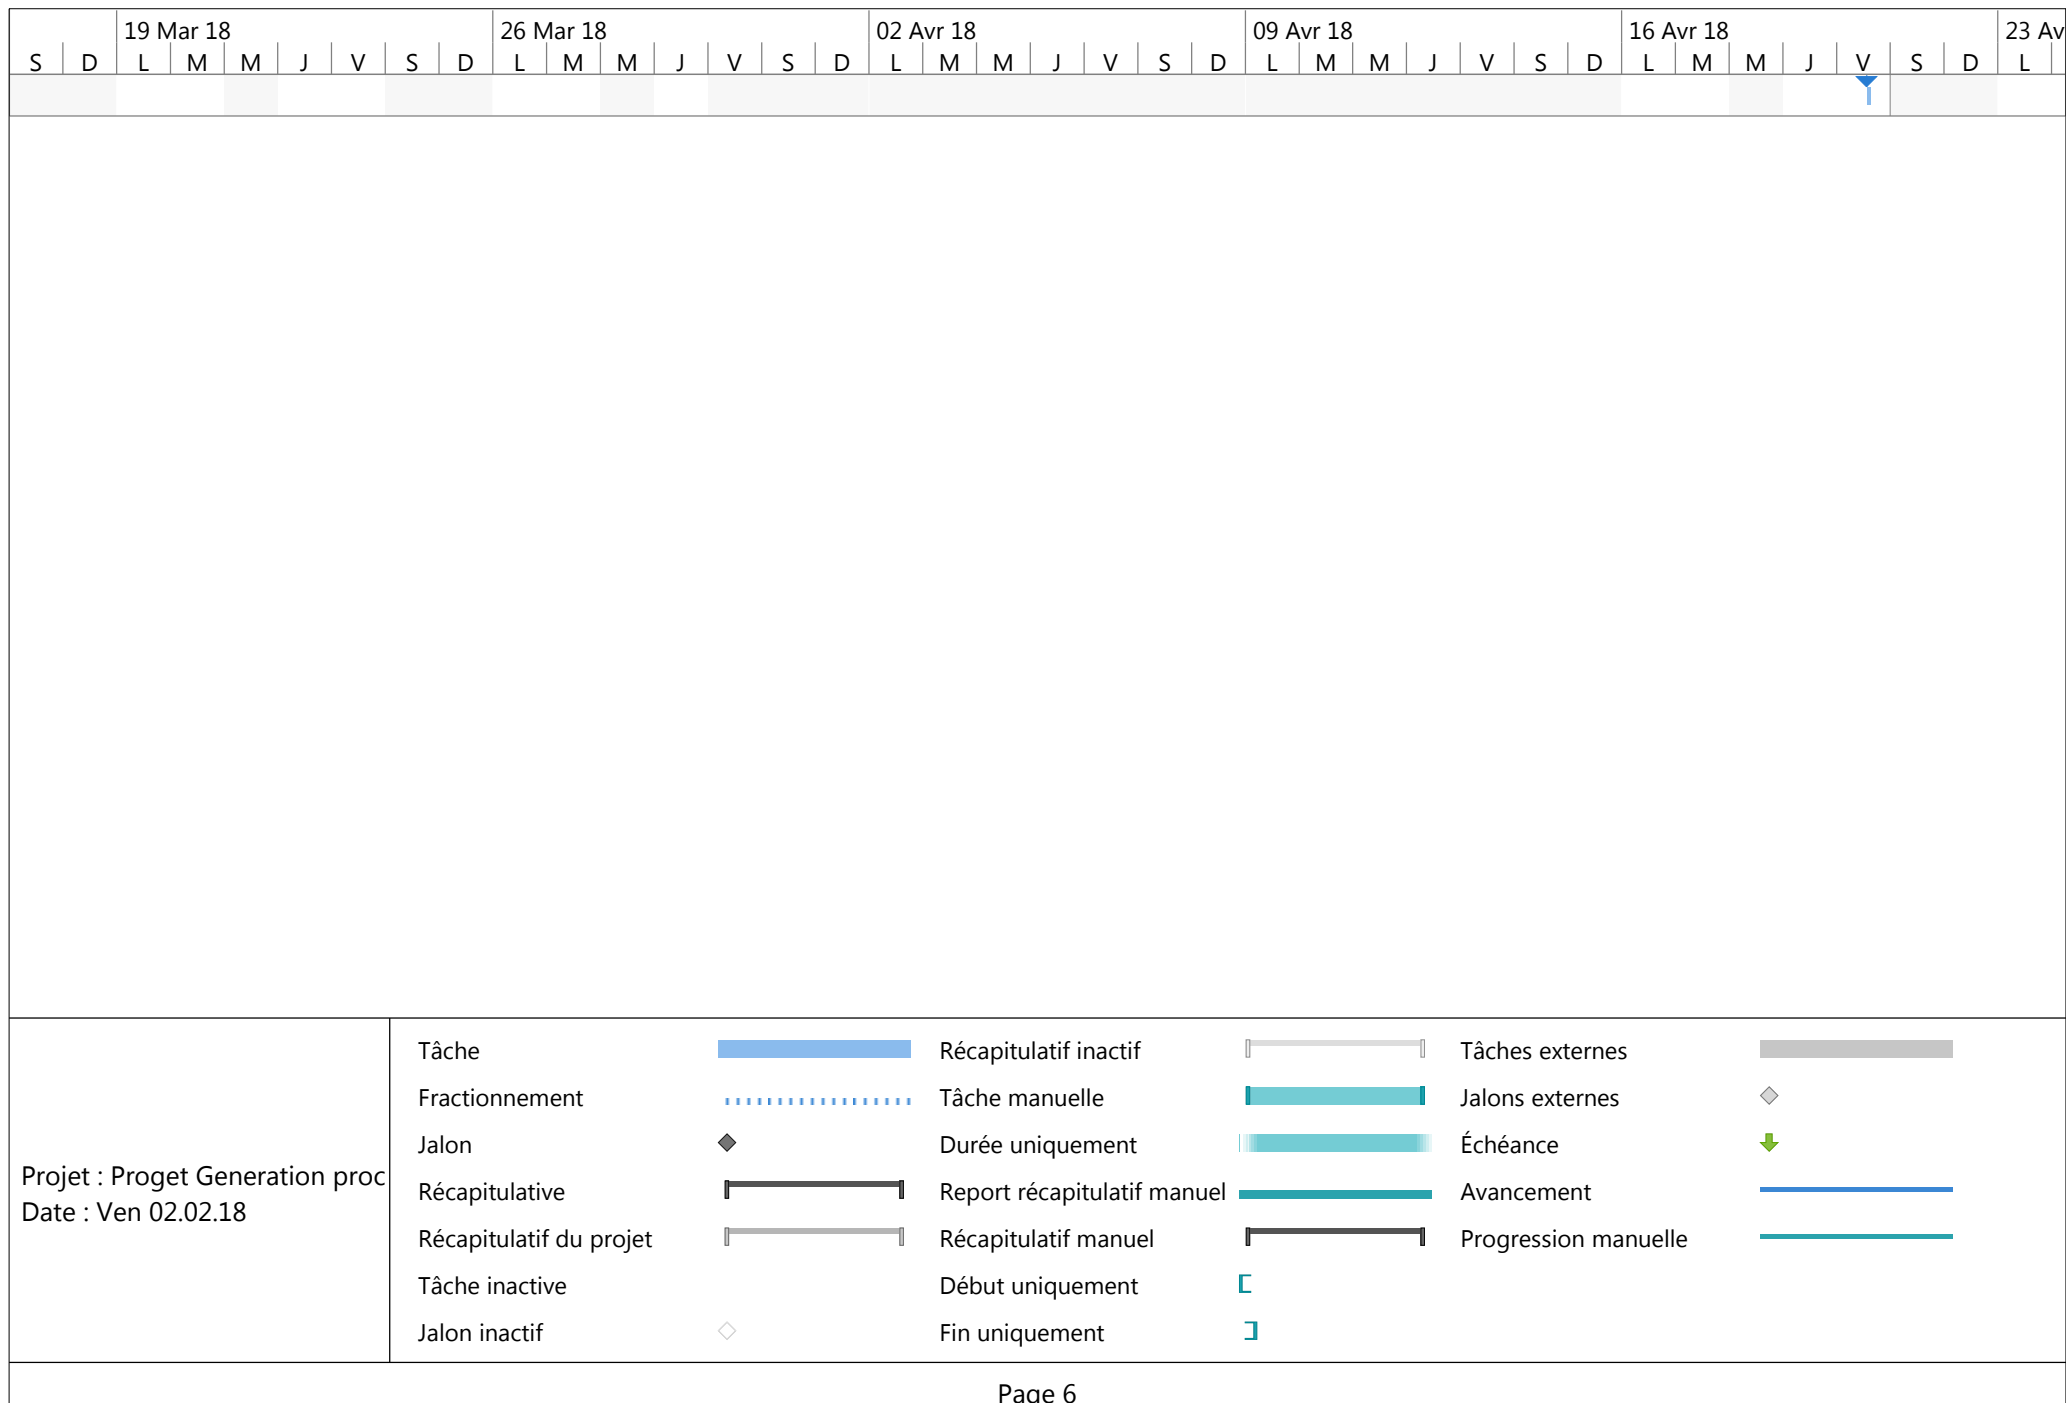 19 Mar 18 26 Mar 18 02 Avr 18 09 Avr 18 16 Avr 18 23 Av
S D L M M J V S D L M M J V S D L M M J V S D L M M J V S D L M M J V S D L
Tâche Récapitulatif inactif Tâches externes
Fractionnement Tâche manuelle Jalons externes
Jalon Durée uniquement Échéance
Projet : Proget Generation proc
Date : Ven 02.02.18
Récapitulative Report récapitulatif manuel Avancement
Récapitulatif du projet Récapitulatif manuel Progression manuelle
Tâche inactive Début uniquement
Jalon inactif Fin uniquement
Page 6